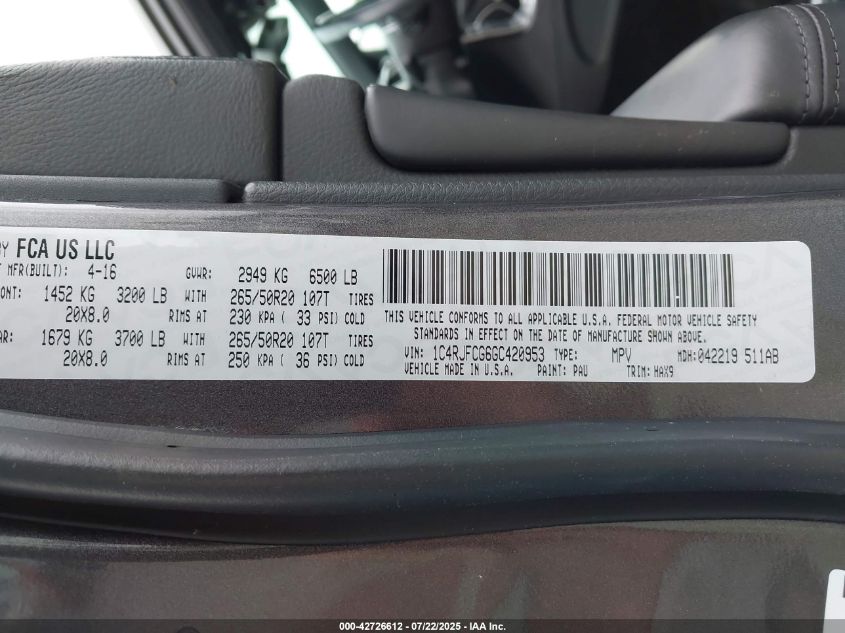 FCA US LLC
MFR(BUILT): 4-16 GVWR: 2949 KG 6500 LB
1452 KG 3200 LB WITH 265/50R20 107T TIRES
20X8.0 RIMS AT 230 KPA ( 33 PSI) COLD
1679 KG 3700 LB WITH 265/50R20 107T TIRES
20X8.0 RIMS AT 250 KPA ( 36 PSI) COLD
THIS VEHICLE CONFORMS TO ALL APPLICABLE U.S.A. FEDERAL MOTOR VEHICLE SAFETY
STANDARDS IN EFFECT ON THE DATE OF MANUFACTURE SHOWN ABOVE.
VIN: 1C4RJFCG6GC420953 TYPE: MPV MDH:042219 511AB
VEHICLE MADE IN U.S.A. PAINT: PAU TRIM: HAX9
000-42726612 - 07/22/2025 - IAA Inc.